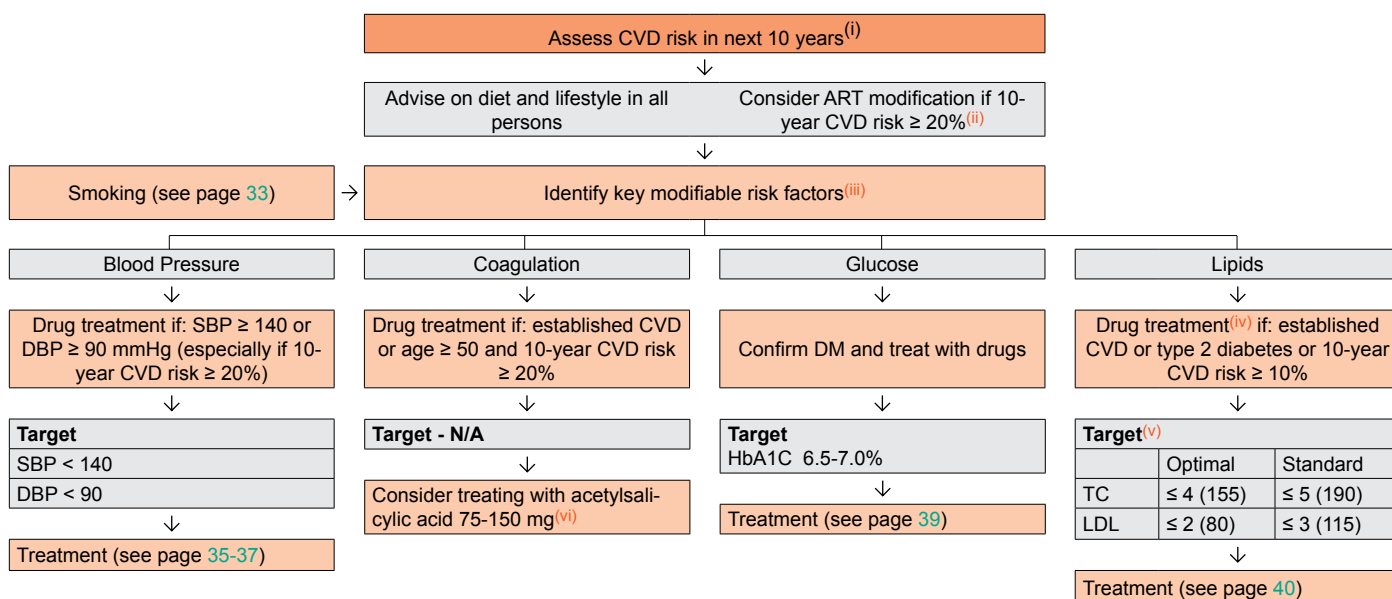 Assess CVD risk in next 10 years(i)
Advise on diet and lifestyle in all
persons
Consider ART modification if 10-
year CVD risk ≥ 20%(ii)
Smoking (see page 33)
Identify key modifiable risk factors(iii)
Blood Pressure
Drug treatment if: SBP ≥ 140 or
DBP ≥ 90 mmHg (especially if 10-
year CVD risk ≥ 20%)
Target
SBP < 140
DBP < 90
Treatment (see page 35-37)
Coagulation
Drug treatment if: established CVD
or age ≥ 50 and 10-year CVD risk
≥ 20%
Target - N/A
Consider treating with acetylsali-
cylic acid 75-150 mg(vi)
Glucose
Confirm DM and treat with drugs
Target
HbA1C 6.5-7.0%
Treatment (see page 39)
Lipids
Drug treatment(iv) if: established
CVD or type 2 diabetes or 10-year
CVD risk ≥ 10%
Target(v)
Optimal Standard
TC ≤ 4 (155) ≤ 5 (190)
LDL ≤ 2 (80) ≤ 3 (115)
Treatment (see page 40)